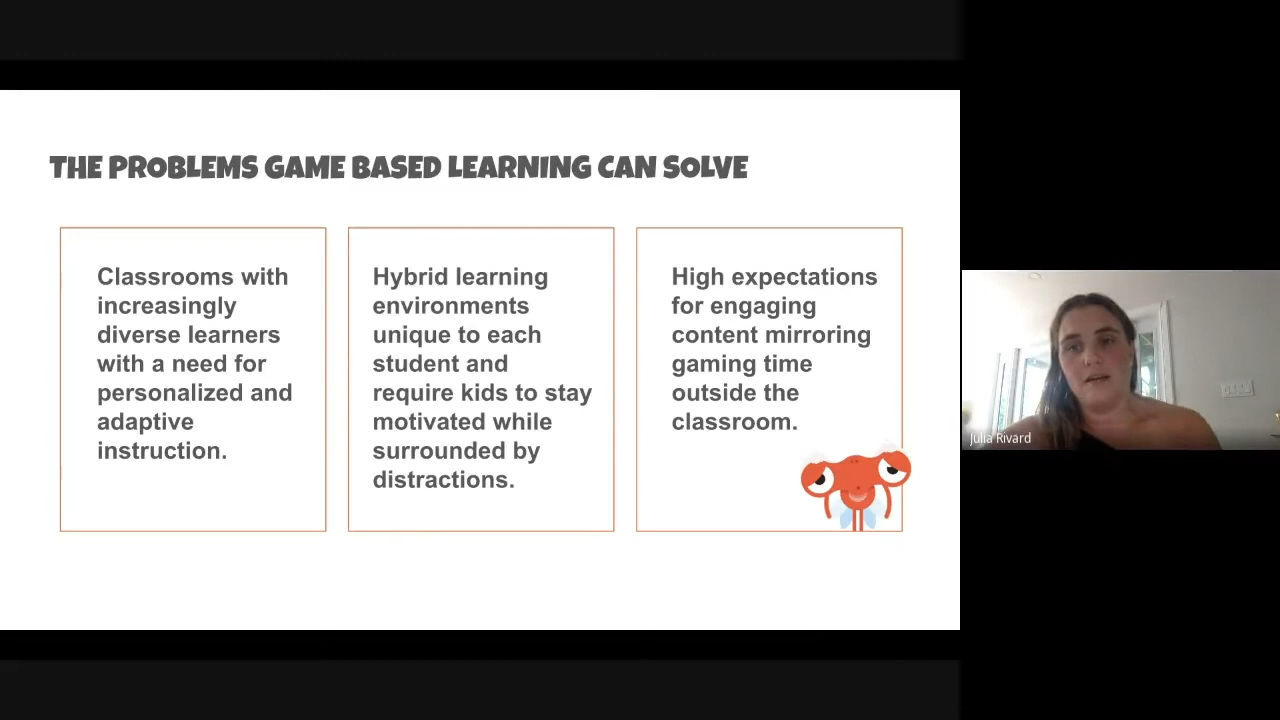 THE PROBLEMS GAME BASED LEARNING CAN SOLVE
Classrooms with
increasingly
diverse learners
with a need for
personalized and
adaptive
instruction.
Hybrid learning
environments
unique to each
student and
require kids to stay
motivated while
surrounded by
distractions.
High expectations
for engaging
content mirroring
gaming time
outside the
classroom.
Julia Rivard